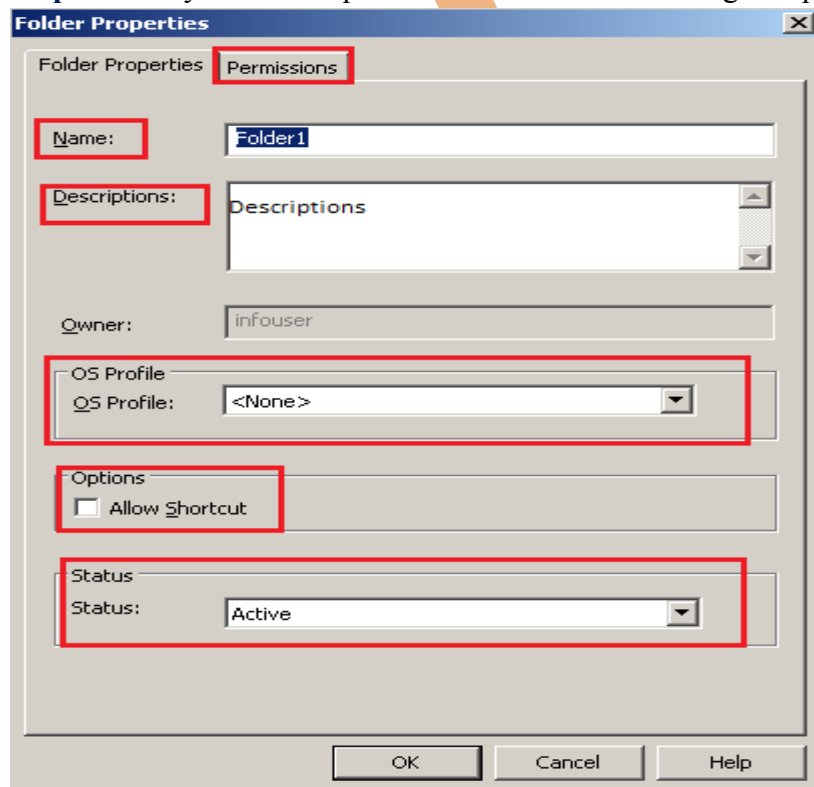 Folder Properties
Folder Properties Permissions
Name: Folder1
Descriptions: Descriptions
Owner: infouser
OS Profile
OS Profile: <None>
Options
Allow Shortcut
Status
Status: Active
OK Cancel Help